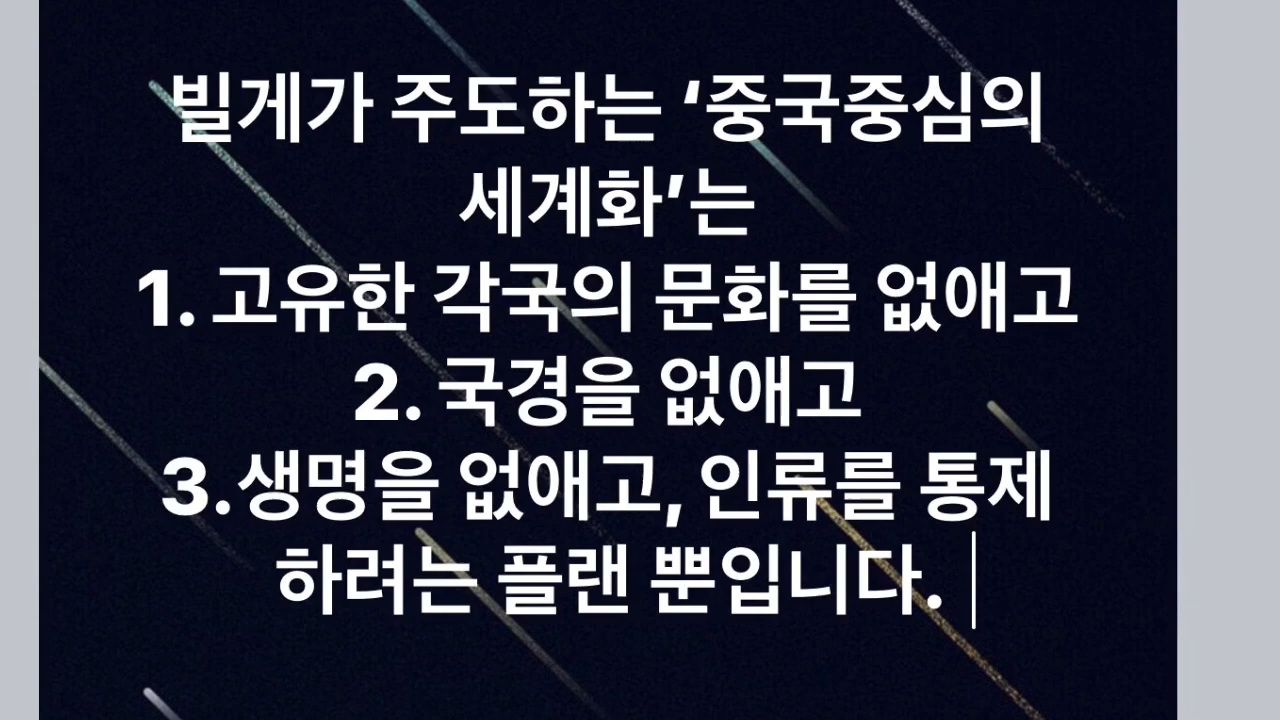 빌게가 주도하는 ‘중국중심의
세계화’는
1. 고유한 각국의 문화를 없애고
2. 국경을 없애고
3.생명을 없애고, 인류를 통제
하려는 플랜 뿐입니다.